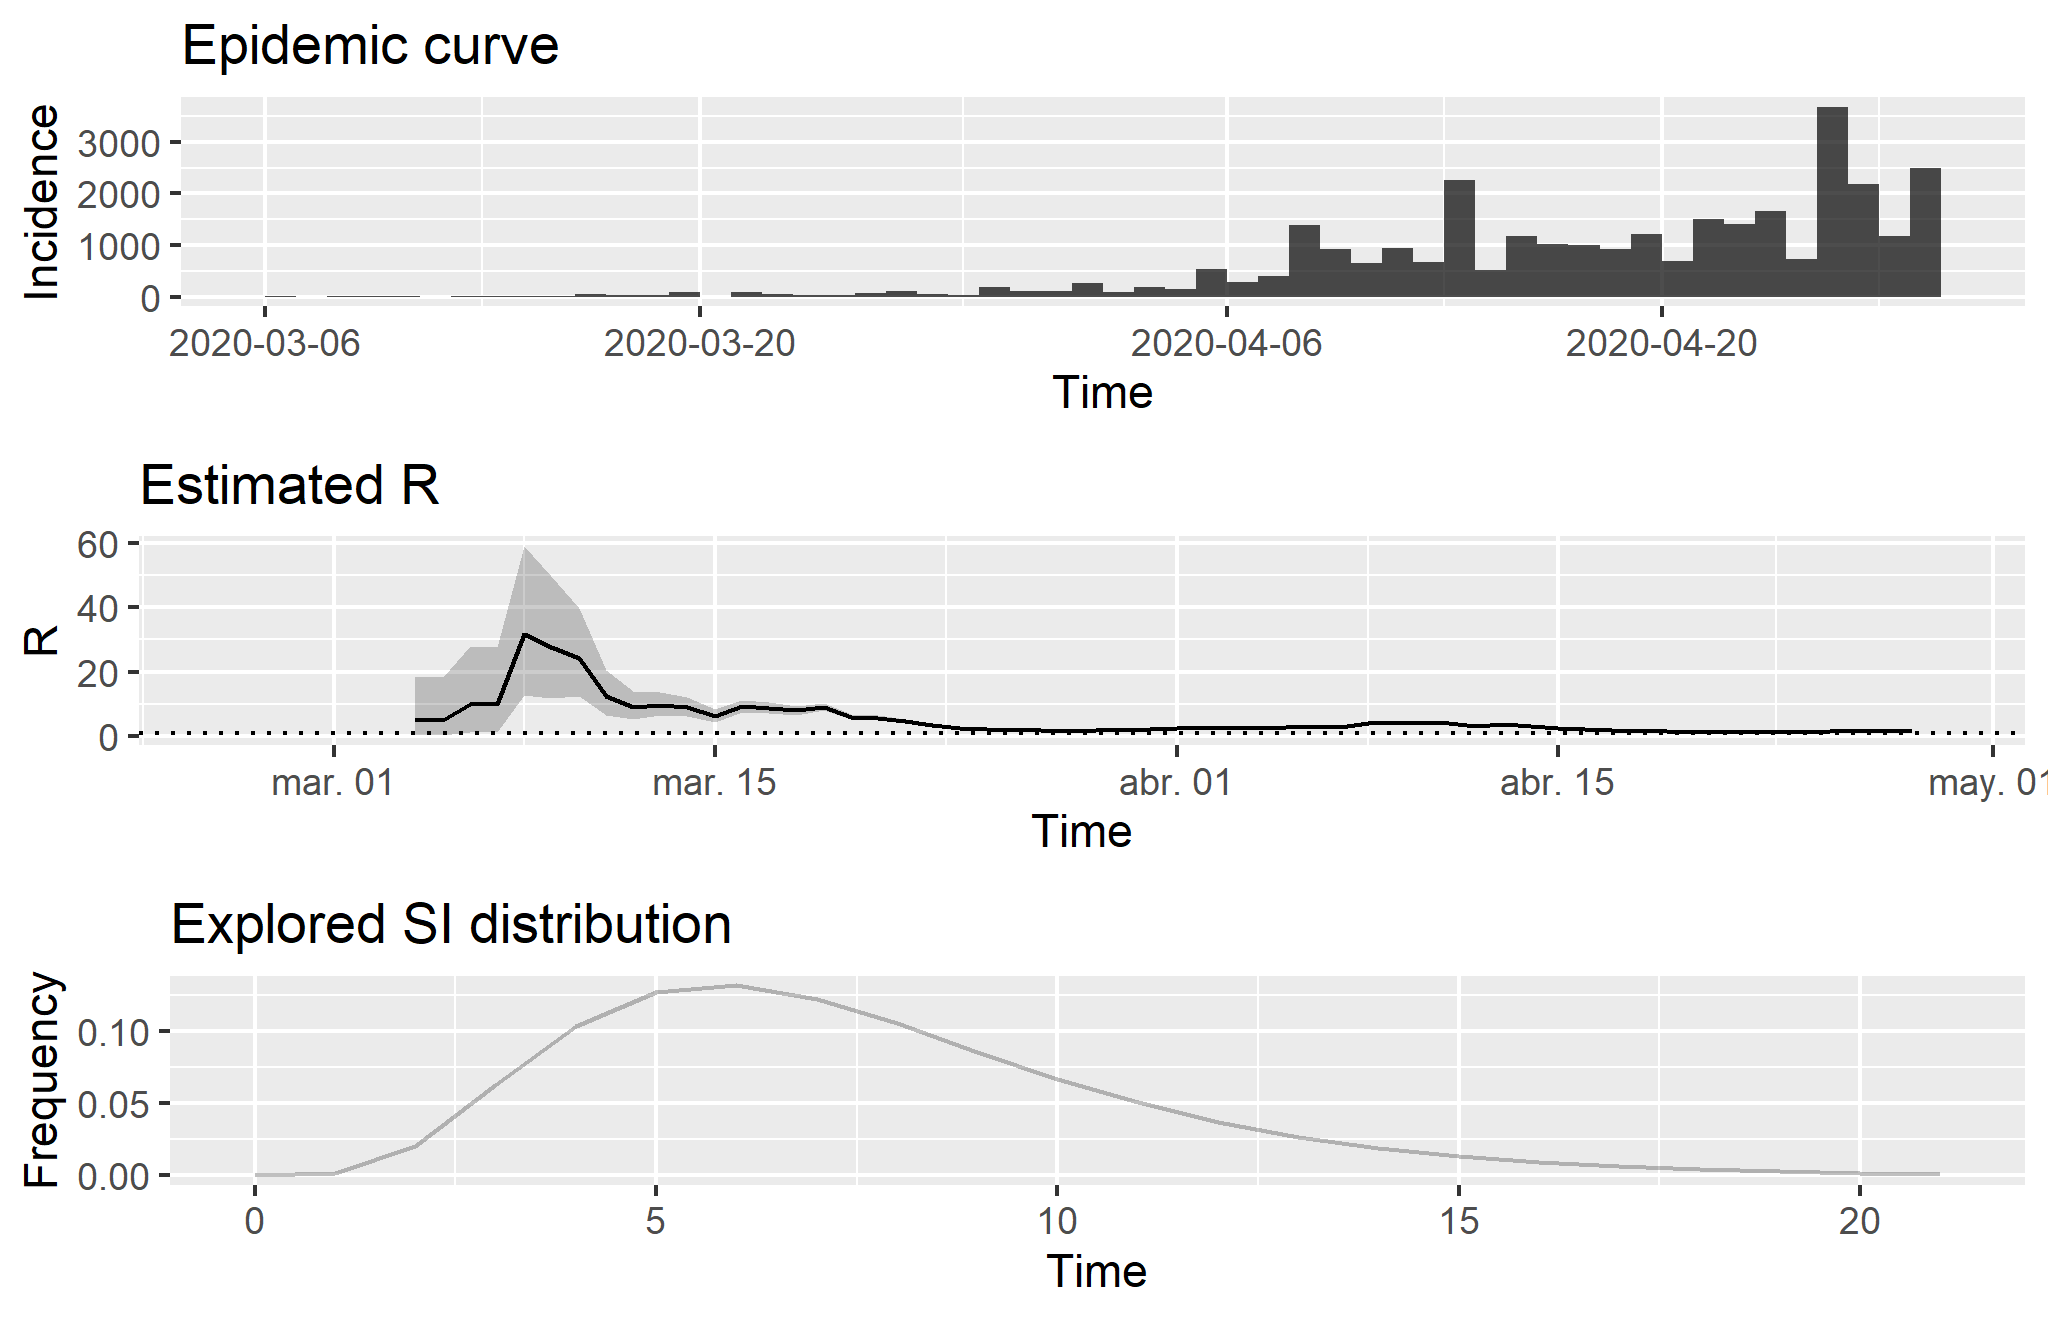 Epidemic curve
Incidence
3000
2000
1000
0
2020-03-06 2020-03-20 2020-04-06 2020-04-20
Time
Estimated R
R
60
40
20
0
mar. 01 mar. 15 abr. 01 abr. 15 may. 01
Time
Explored SI distribution
Frequency
0.10
0.05
0.00
0 5 10 15 20
Time